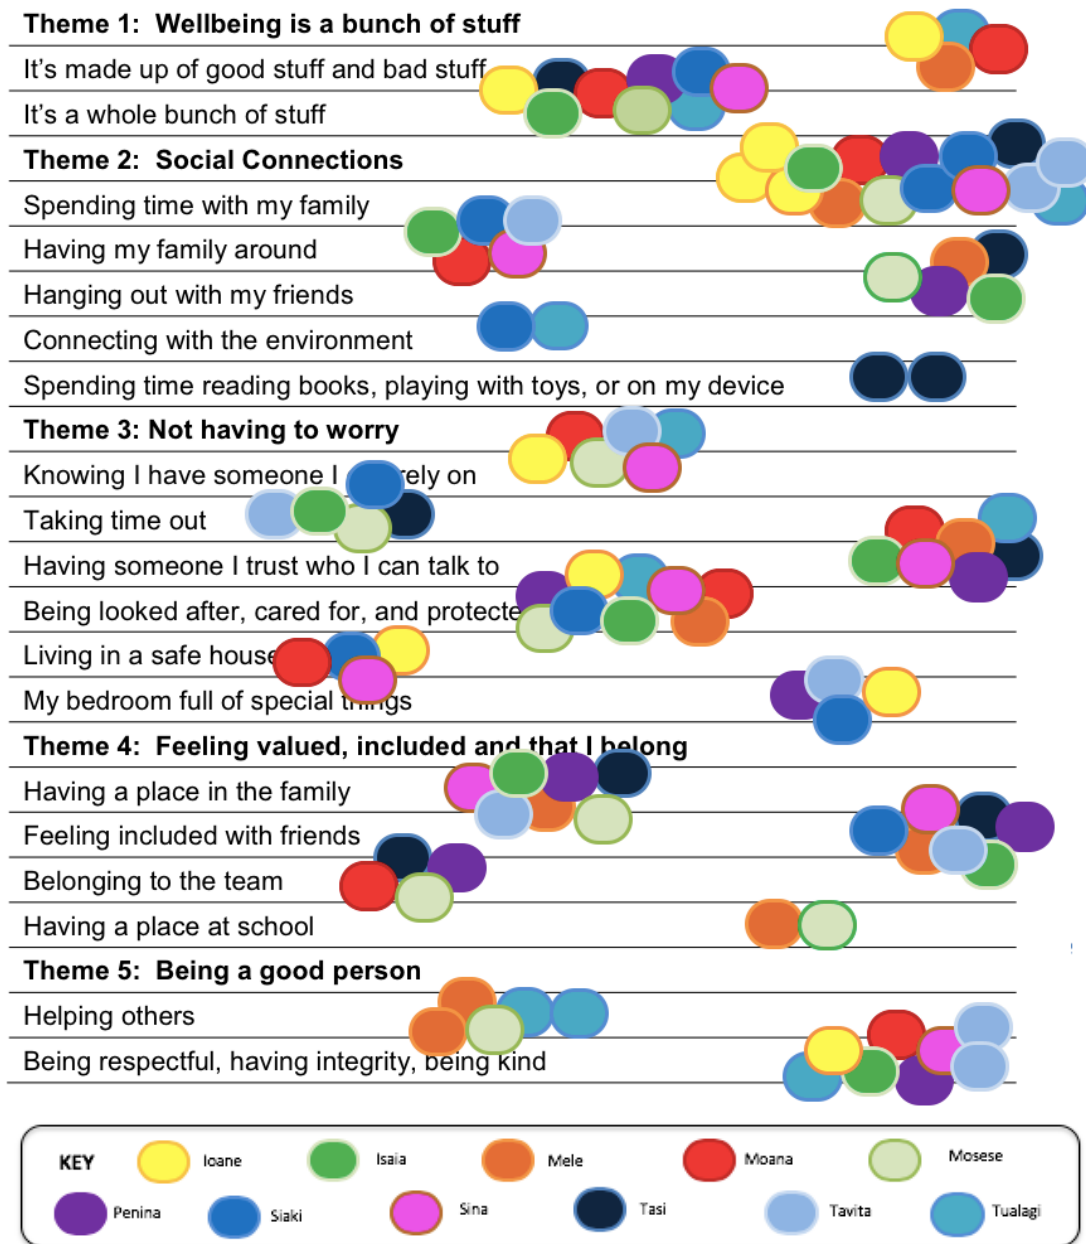 Theme 1:  Wellbeing is a bunch of stuff
It's made up of good stuff and bad stuff
It's a whole bunch of stuff
Theme 2:  Social Connections
Spending time with my family
Having my family around
Hanging out with my friends
Connecting with the environment
Spending time reading books, playing with toys, or on my device
Theme 3: Not having to worry
Knowing I have someone I rely on
Taking time out
Having someone I trust who I can talk to
Being looked after, cared for, and protecte
Living in a safe house
My bedroom full of special things
Theme 4:  Feeling valued, included and that I belong
Having a place in the family
Feeling included with friends
Belonging to the team
Having a place at school
Theme 5:  Being a good person
Helping others
Being respectful, having integrity, being kind
KEY Ioane Isaia Mele Moana Mosese
Penina Siaki Sina Tasi Tavita Tualagi